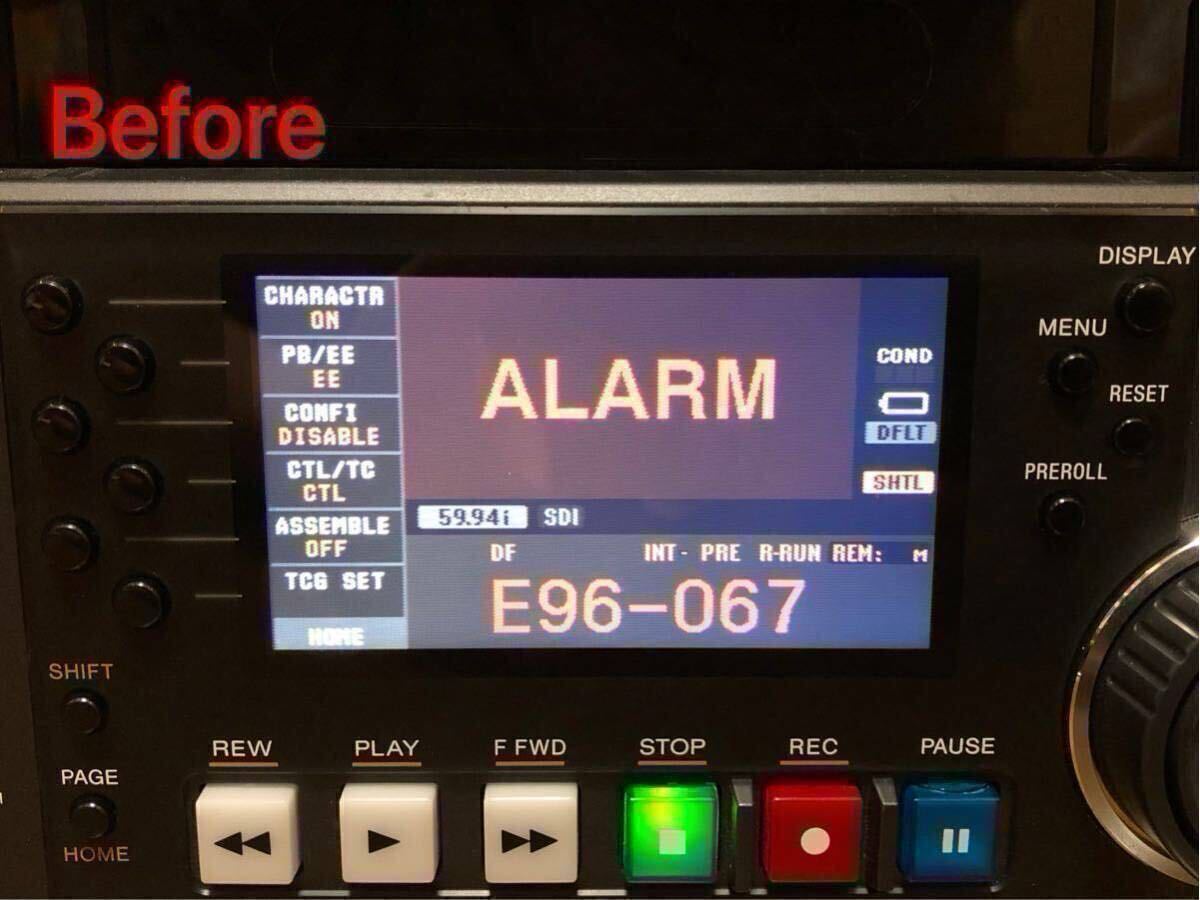 Before
DISPLAY
MENU
RESET
PREROLL
CHARACTR
ON
PB/EE
EE
CONFI
DISABLE
CTL/TC
CTL
ASSEMBLE
OFF
TCG SET
HOME
ALARM
COND
DFLT
SHTL
59.94i SDI
DF INT- PRE R-RUN REM: M
E96-067
SHIFT
PAGE
HOME
REW PLAY F FWD STOP REC PAUSE